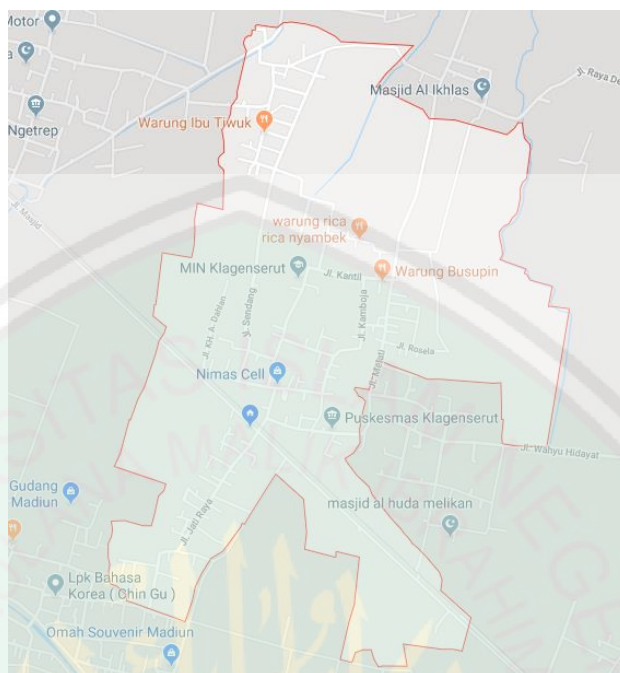 Motor
Masjid Al Ikhlas
Jl. Raya De
Ngetrep
Warung Ibu Tiwuk
Jl. Masjid
warung rica
rica nyambek
MIN Klagenserut
Jl. Kantil
Warung Busupin
Jl. KH. A. Dahlan
Jl. Sendang
Jl. Kamboja
Jl. Rosela
Jl. Melati
Nimas Cell
Puskesmas Klagenserut
Jl. Wahyu Hidayat
Gudang
Madiun
masjid al huda melikan
Jl. Jati Raya
Lpk Bahasa
Korea ( Chin Gu )
Omah Souvenir Madiun